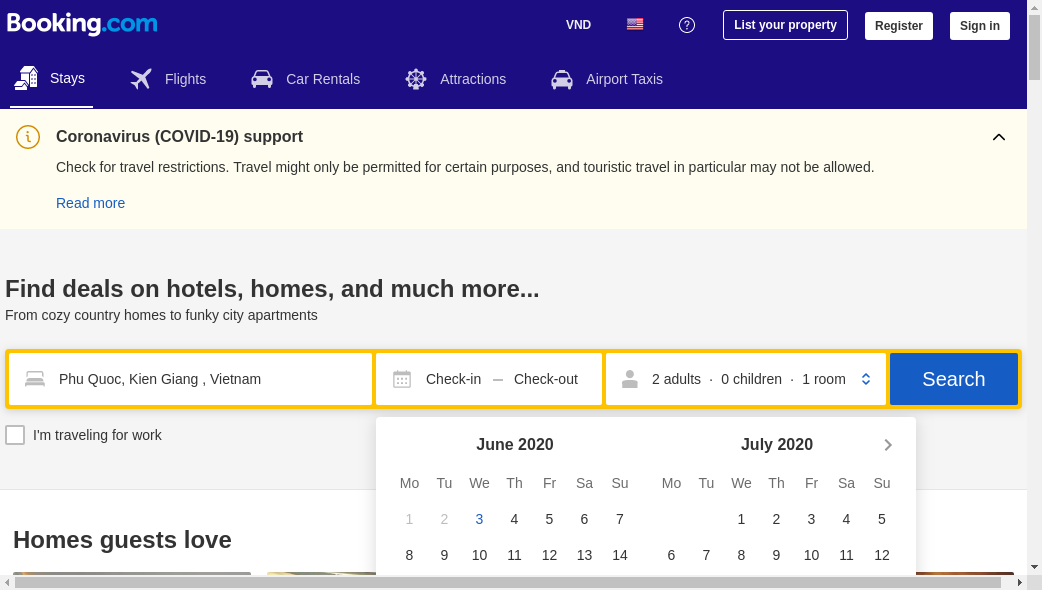 Booking.com
VND
List your property
Register
Sign in
Stays
Flights
Car Rentals
Attractions
Airport Taxis
Coronavirus (COVID-19) support
Check for travel restrictions. Travel might only be permitted for certain purposes, and touristic travel in particular may not be allowed.
Read more
Find deals on hotels, homes, and much more...
From cozy country homes to funky city apartments
Phu Quoc, Kien Giang , Vietnam
Check-in — Check-out
2 adults · 0 children · 1 room
Search
I'm traveling for work
June 2020
Mo Tu We Th Fr Sa Su
1 2 3 4 5 6 7
8 9 10 11 12 13 14
July 2020
Mo Tu We Th Fr Sa Su
1 2 3 4 5
6 7 8 9 10 11 12
Homes guests love